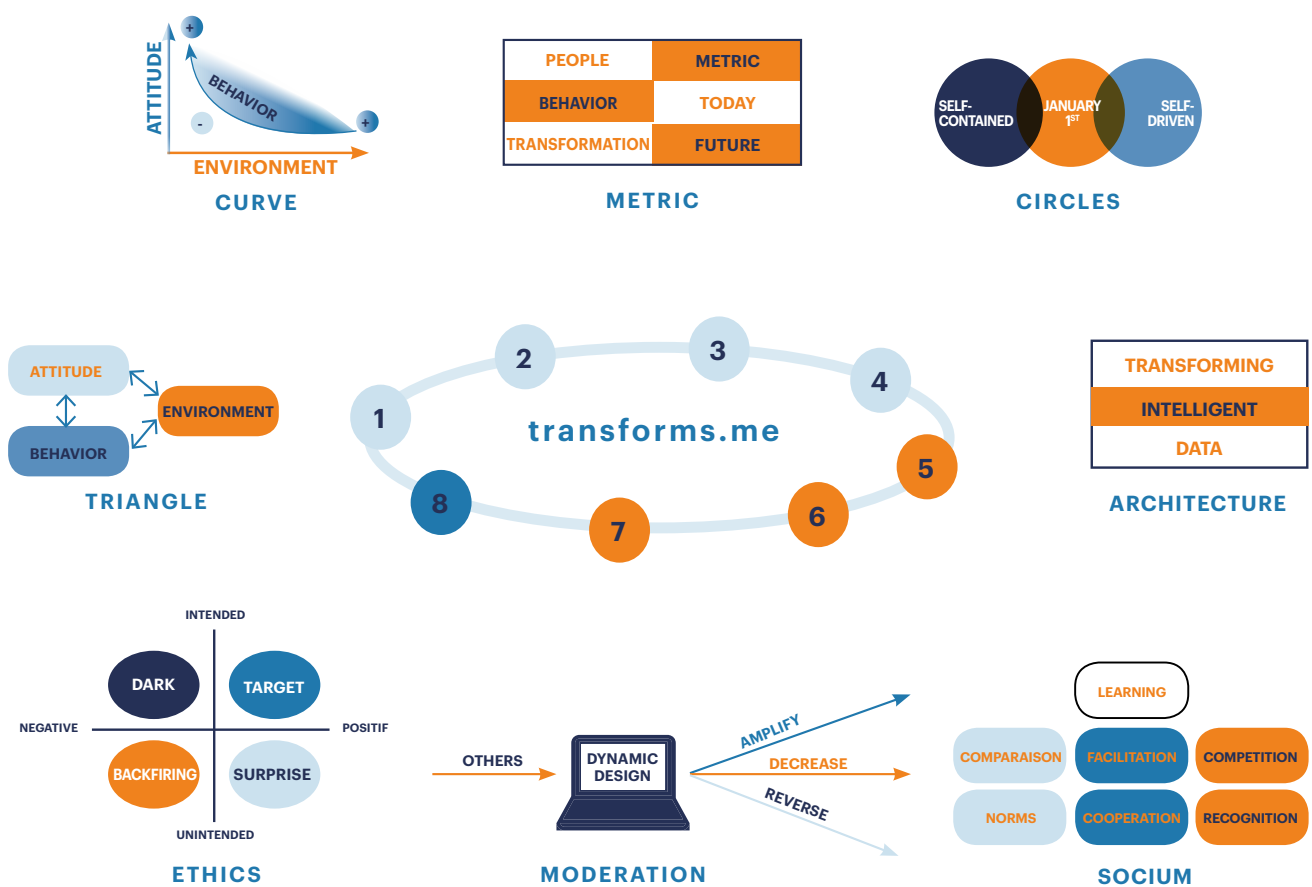 +
ATTITUDE
BEHAVIOR
-
+
ENVIRONMENT
CURVE
PEOPLE METRIC
BEHAVIOR TODAY
TRANSFORMATION FUTURE
METRIC
SELF-
CONTAINED
JANUARY
1ST
SELF-
DRIVEN
CIRCLES
ATTITUDE
ENVIRONMENT
BEHAVIOR
TRIANGLE
1
2
3
4
transforms.me
5
6
7
8
TRANSFORMING
INTELLIGENT
DATA
ARCHITECTURE
INTENDED
DARK
TARGET
NEGATIVE
POSITIF
BACKFIRING
SURPRISE
UNINTENDED
ETHICS
OTHERS
DYNAMIC
DESIGN
AMPLIFY
DECREASE
REVERSE
MODERATION
LEARNING
COMPARAISON FACILITATION COMPETITION
NORMS COOPERATION RECOGNITION
SOCIUM